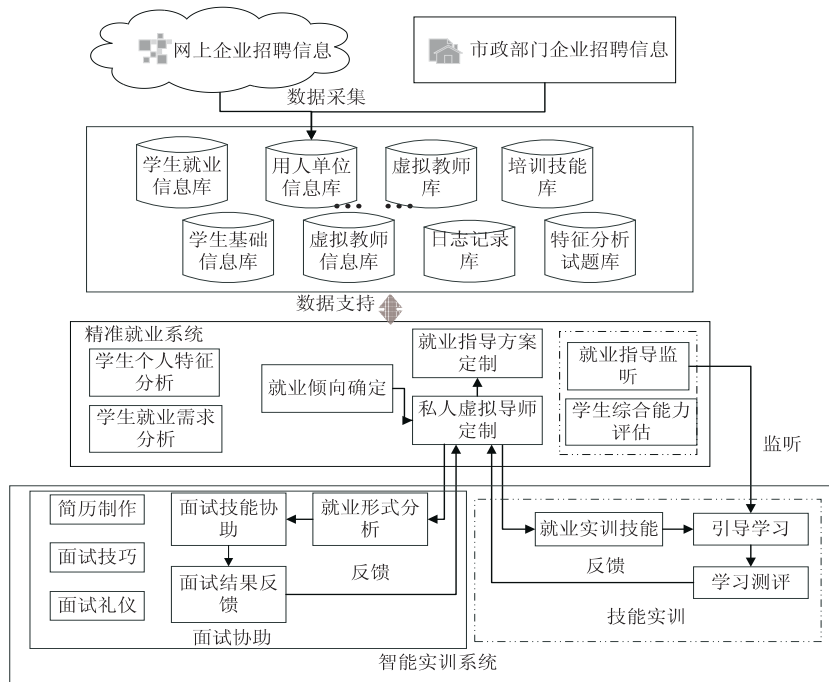 网上企业招聘信息
市政部门企业招聘信息
数据采集
学生就业
信息库
用人单位
信息库
虚拟教师
库
培训技能
库
学生基础
信息库
虚拟教师
信息库
日志记录
库
特征分析
试题库
数据支持
精准就业系统
学生个人特征
分析
学生就业需求
分析
就业倾向确定
就业指导方案
定制
私人虚拟导师
定制
就业指导监
听
学生综合能力
评估
监听
简历制作
面试技巧
面试礼仪
面试技能协
助
就业形式分
析
面试结果反
馈
反馈
面试协助
就业实训技能
引导学习
反馈
学习测评
技能实训
智能实训系统